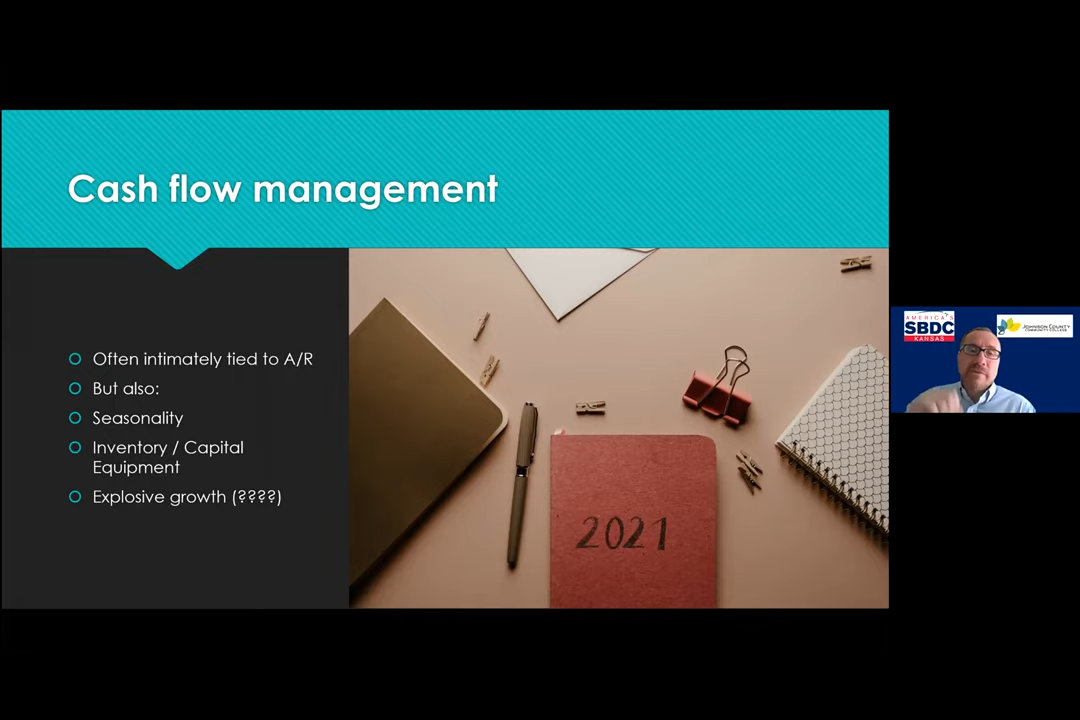 Cash flow management
Often intimately tied to A/R
But also:
Seasonality
Inventory / Capital
Equipment
Explosive growth (????)
2021
AMERICA'S
SBDC
KANSAS
JOHNSON COUNTY
COMMUNITY COLLEGE